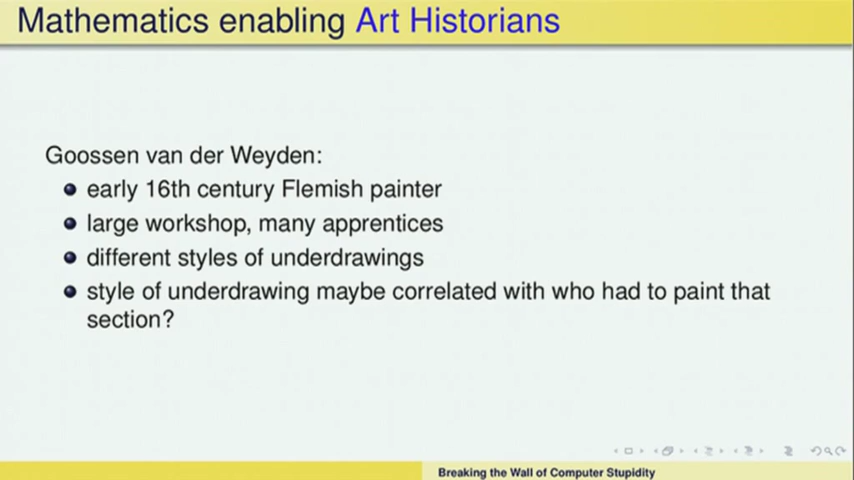 Mathematics enabling Art Historians
Goossen van der Weyden:
early 16th century Flemish painter
large workshop, many apprentices
different styles of underdrawings
style of underdrawing maybe correlated with who had to paint that
section?
Breaking the Wall of Computer Stupidity